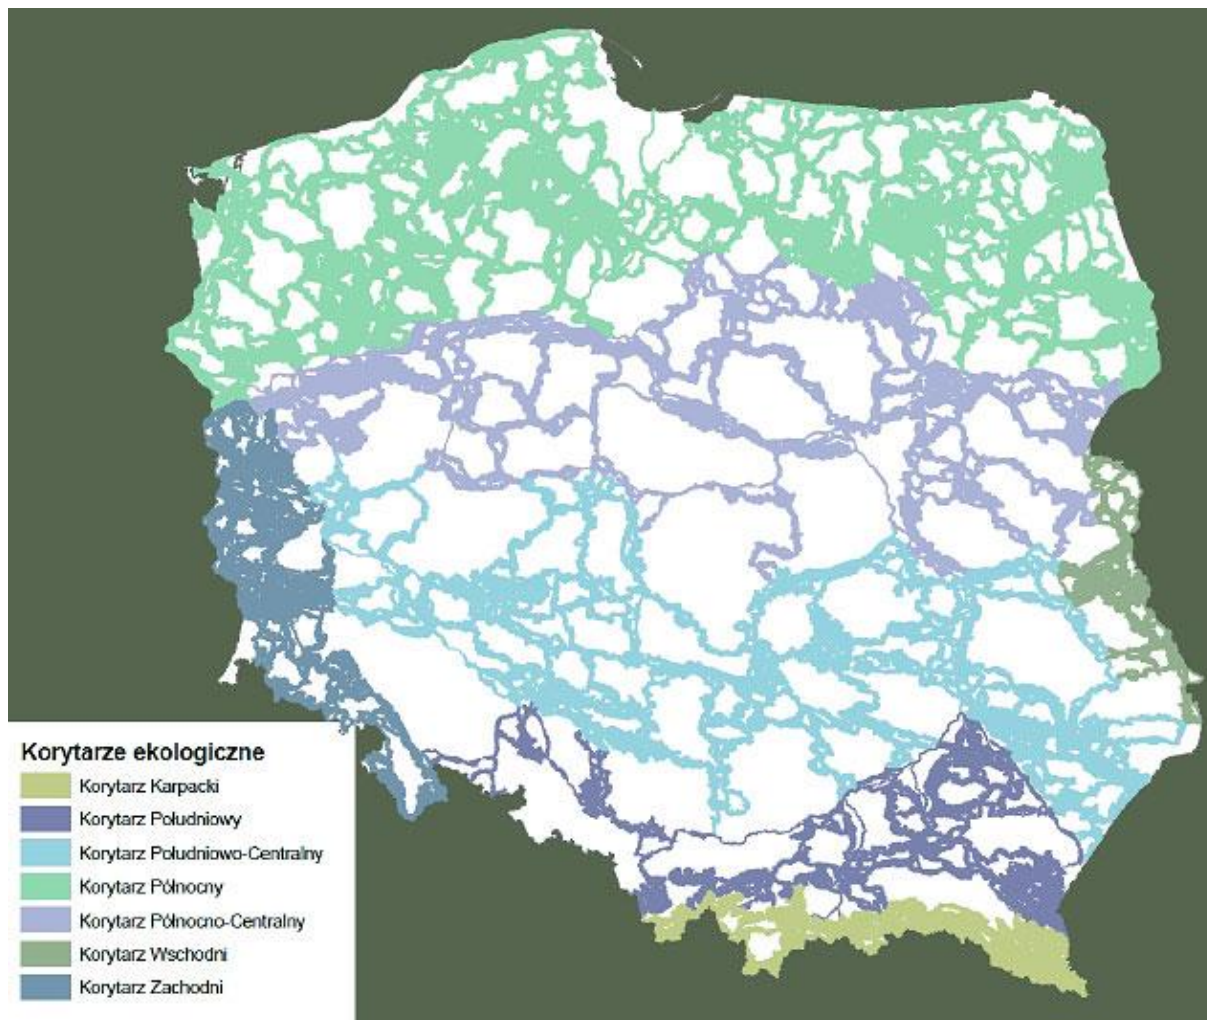 Korytarze ekologiczne
Korytarz Karpacki
Korytarz Południowy
Korytarz Południowo-Centralny
Korytarz Północny
Korytarz Północno-Centralny
Korytarz Wschodni
Korytarz Zachodni